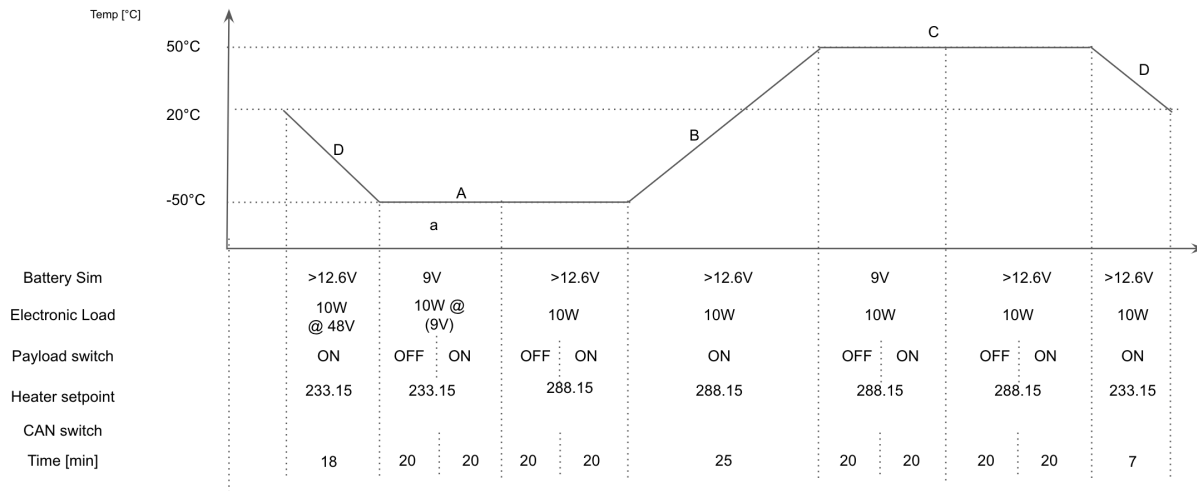 Temp [°C]
50°C
C
D
20°C
D
B
-50°C
A
a
Battery Sim >12.6V 9V >12.6V >12.6V 9V >12.6V >12.6V
Electronic Load 10W @ 48V 10W @ (9V) 10W 10W 10W 10W 10W
Payload switch ON OFF ON OFF ON ON OFF ON OFF ON ON
Heater setpoint 233.15 233.15 288.15 288.15 288.15 288.15 233.15
CAN switch
Time [min] 18 20 20 20 20 25 20 20 20 20 7